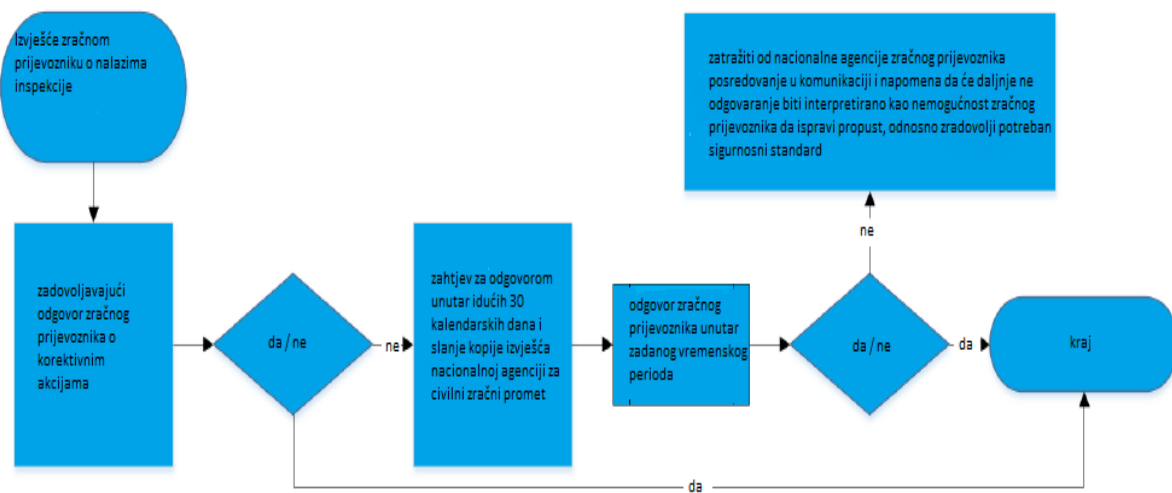 Izvješće zračnom
prijevozniku o nalazima
inspekcije
zadovoljavajući
odgovor zračnog
prijevoznika o
korektivnim
akcijama
da / ne
ne
zahtjev za odgovorom
unutar idućih 30
kalendarskih dana i
slanje kopije izvješća
nacionalnoj agenciji za
civilni zračni promet
odgovor zračnog
prijevoznika unutar
zadanog vremenskog
perioda
da / ne
ne
zatražiti od nacionalne agencije zračnog prijevoznika
posredovanje u komunikaciji i napomena da će daljnje ne
odgovaranje biti interpretirano kao nemogućnost zračnog
prijevoznika da ispravi propust, odnosno zradovolji potreban
sigurnosni standard
da
kraj
da